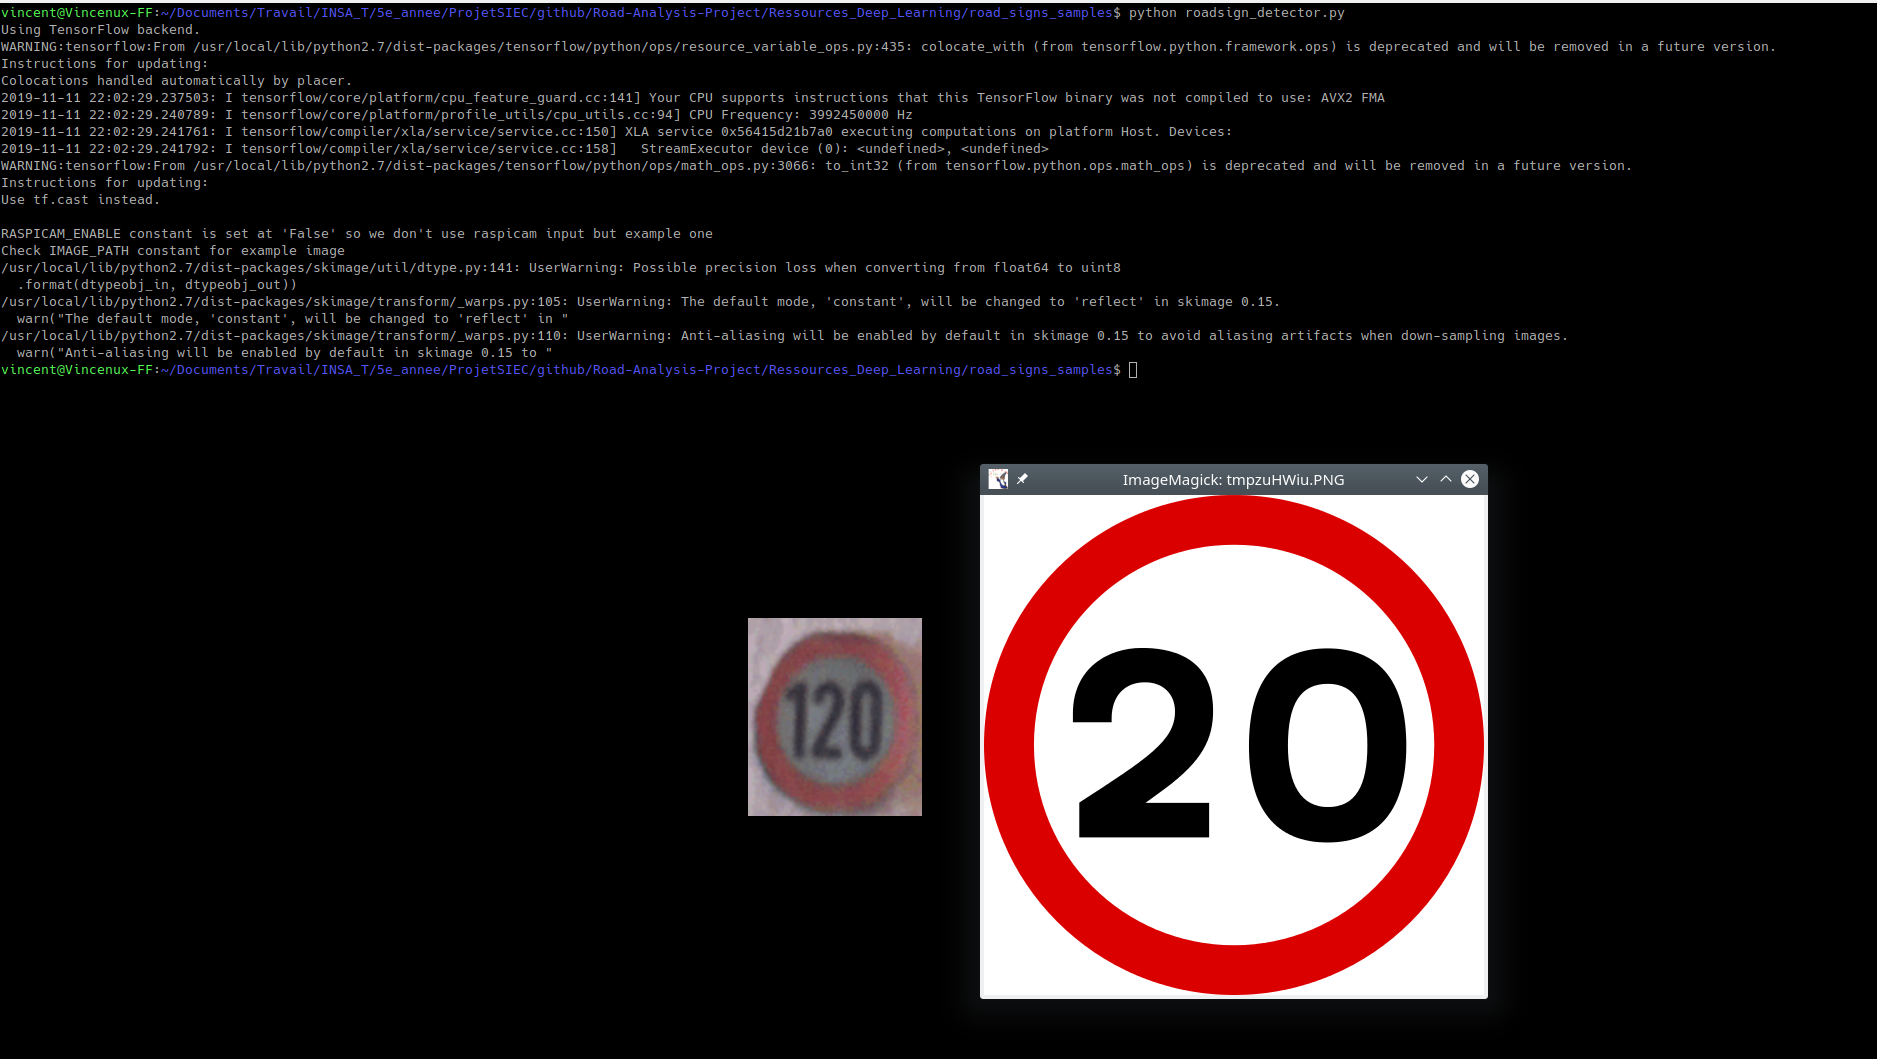 vincent@Vincenux-FF:~/Documents/Travail/INSA_T/5e_annee/ProjetSIEC/github/Road-Analysis-Project/Ressources_Deep_Learning/road_signs_samples$ python roadsign_detector.py
Using TensorFlow backend.
WARNING:tensorflow:From /usr/local/lib/python2.7/dist-packages/tensorflow/python/ops/resource_variable_ops.py:435: colocate_with (from tensorflow.python.framework.ops) is deprecated and will be removed in a future version.
Instructions for updating:
Colocations handled automatically by placer.
2019-11-11 22:02:29.237503: I tensorflow/core/platform/cpu_feature_guard.cc:141] Your CPU supports instructions that this TensorFlow binary was not compiled to use: AVX2 FMA
2019-11-11 22:02:29.240789: I tensorflow/core/platform/profile_utils/cpu_utils.cc:94] CPU Frequency: 3992450000 Hz
2019-11-11 22:02:29.241761: I tensorflow/compiler/xla/service/service.cc:150] XLA service 0x56415d21b7a0 executing computations on platform Host. Devices:
2019-11-11 22:02:29.241792: I tensorflow/compiler/xla/service/service.cc:158]   StreamExecutor device (0): <undefined>, <undefined>
WARNING:tensorflow:From /usr/local/lib/python2.7/dist-packages/tensorflow/python/ops/math_ops.py:3066: to_int32 (from tensorflow.python.ops.math_ops) is deprecated and will be removed in a future version.
Instructions for updating:
Use tf.cast instead.
RASPICAM_ENABLE constant is set at 'False' so we don't use raspicam input but example one
Check IMAGE_PATH constant for example image
/usr/local/lib/python2.7/dist-packages/skimage/util/dtype.py:141: UserWarning: Possible precision loss when converting from float64 to uint8
  .format(dtypeobj_in, dtypeobj_out))
/usr/local/lib/python2.7/dist-packages/skimage/transform/_warps.py:105: UserWarning: The default mode, 'constant', will be changed to 'reflect' in skimage 0.15.
  warn("The default mode, 'constant', will be changed to 'reflect' in "
/usr/local/lib/python2.7/dist-packages/skimage/transform/_warps.py:110: UserWarning: Anti-aliasing will be enabled by default in skimage 0.15 to avoid aliasing artifacts when down-sampling images.
  warn("Anti-aliasing will be enabled by default in skimage 0.15 to "
vincent@Vincenux-FF:~/Documents/Travail/INSA_T/5e_annee/ProjetSIEC/github/Road-Analysis-Project/Ressources_Deep_Learning/road_signs_samples$
ImageMagick: tmpzuHWiu.PNG
120
20